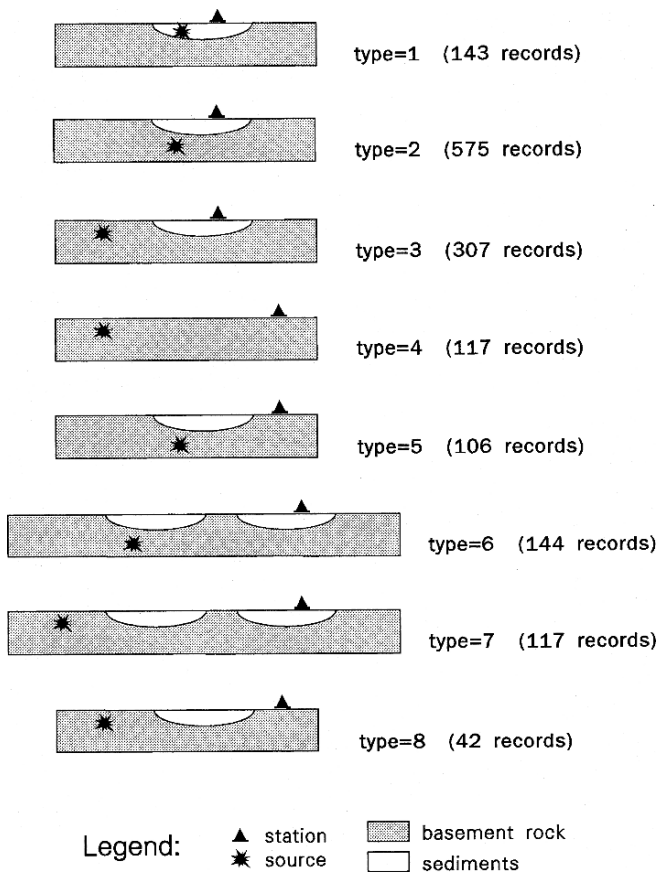 type=1 (143 records)
type=2 (575 records)
type=3 (307 records)
type=4 (117 records)
type=5 (106 records)
type=6 (144 records)
type=7 (117 records)
type=8 (42 records)
Legend:
station
source
basement rock
sediments